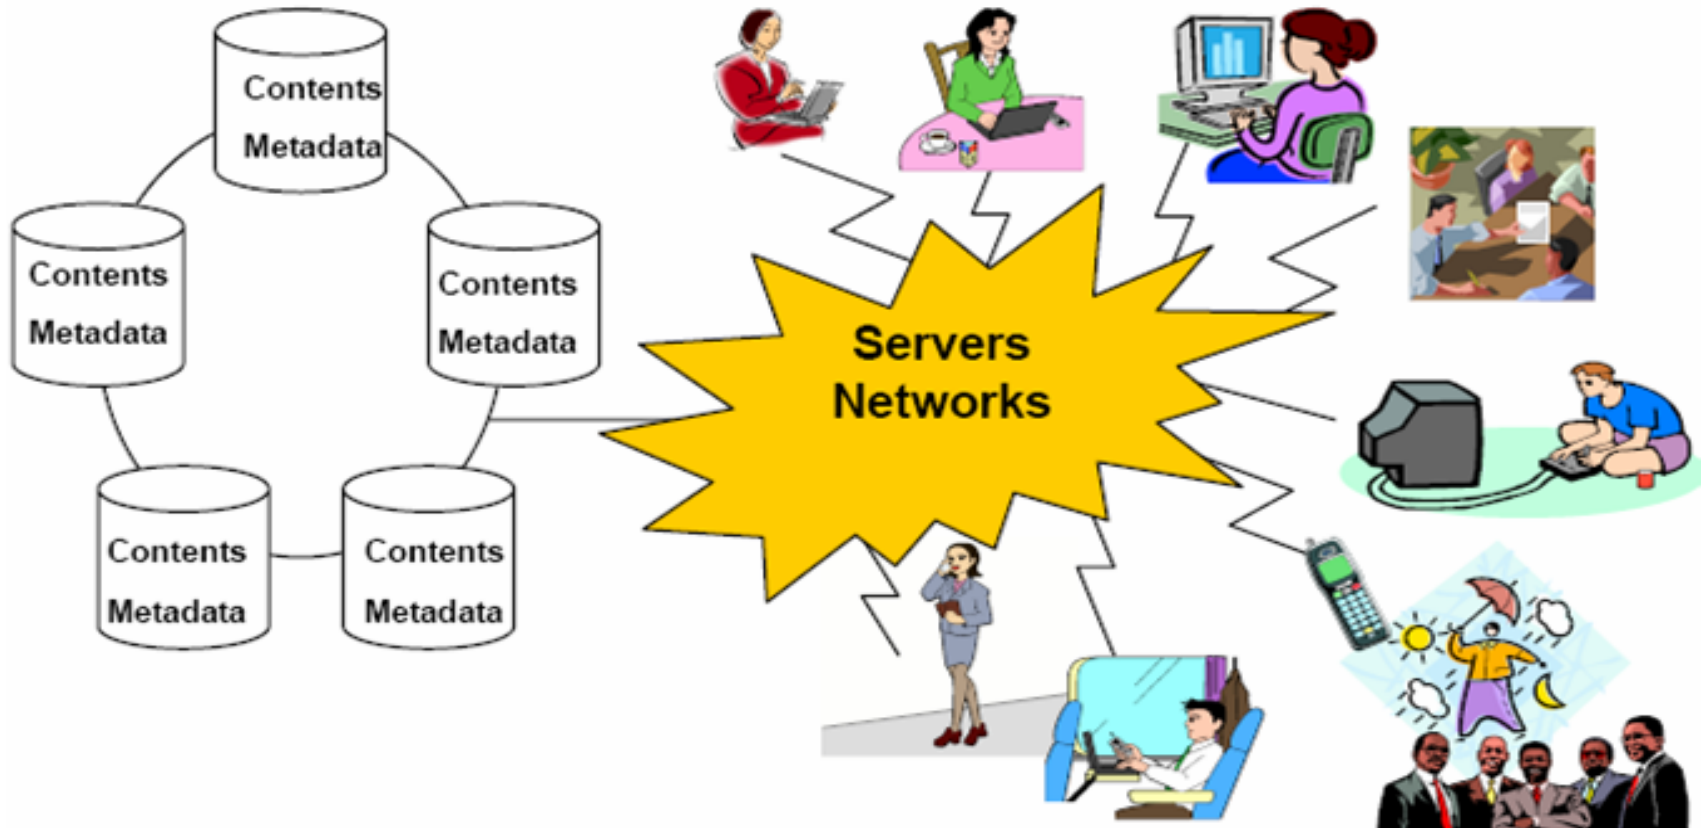 Contents
Metadata
Contents
Metadata
Contents
Metadata
Contents
Metadata
Contents
Metadata
Servers
Networks